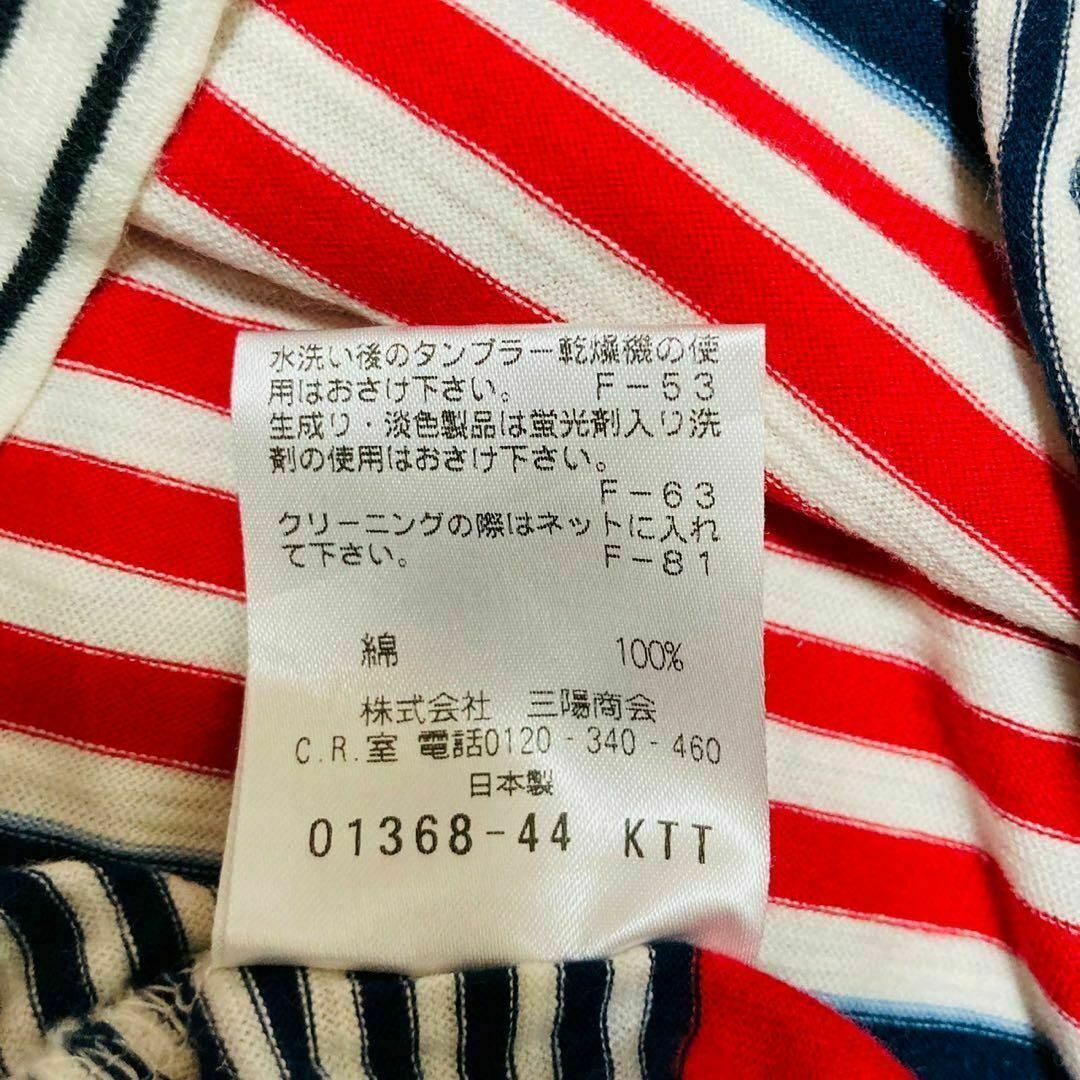 水洗い後のタンブラー乾燥機の使
用はおさけ下さい。 F-53
生成り・淡色製品は蛍光剤入り洗
剤の使用はおさけ下さい。
F-63
クリーニングの際はネットに入れ
て下さい。 F-81
綿 100%
株式会社 三陽商会
C.R.室 電話0120-340-460
日本製
01368-44 KTT